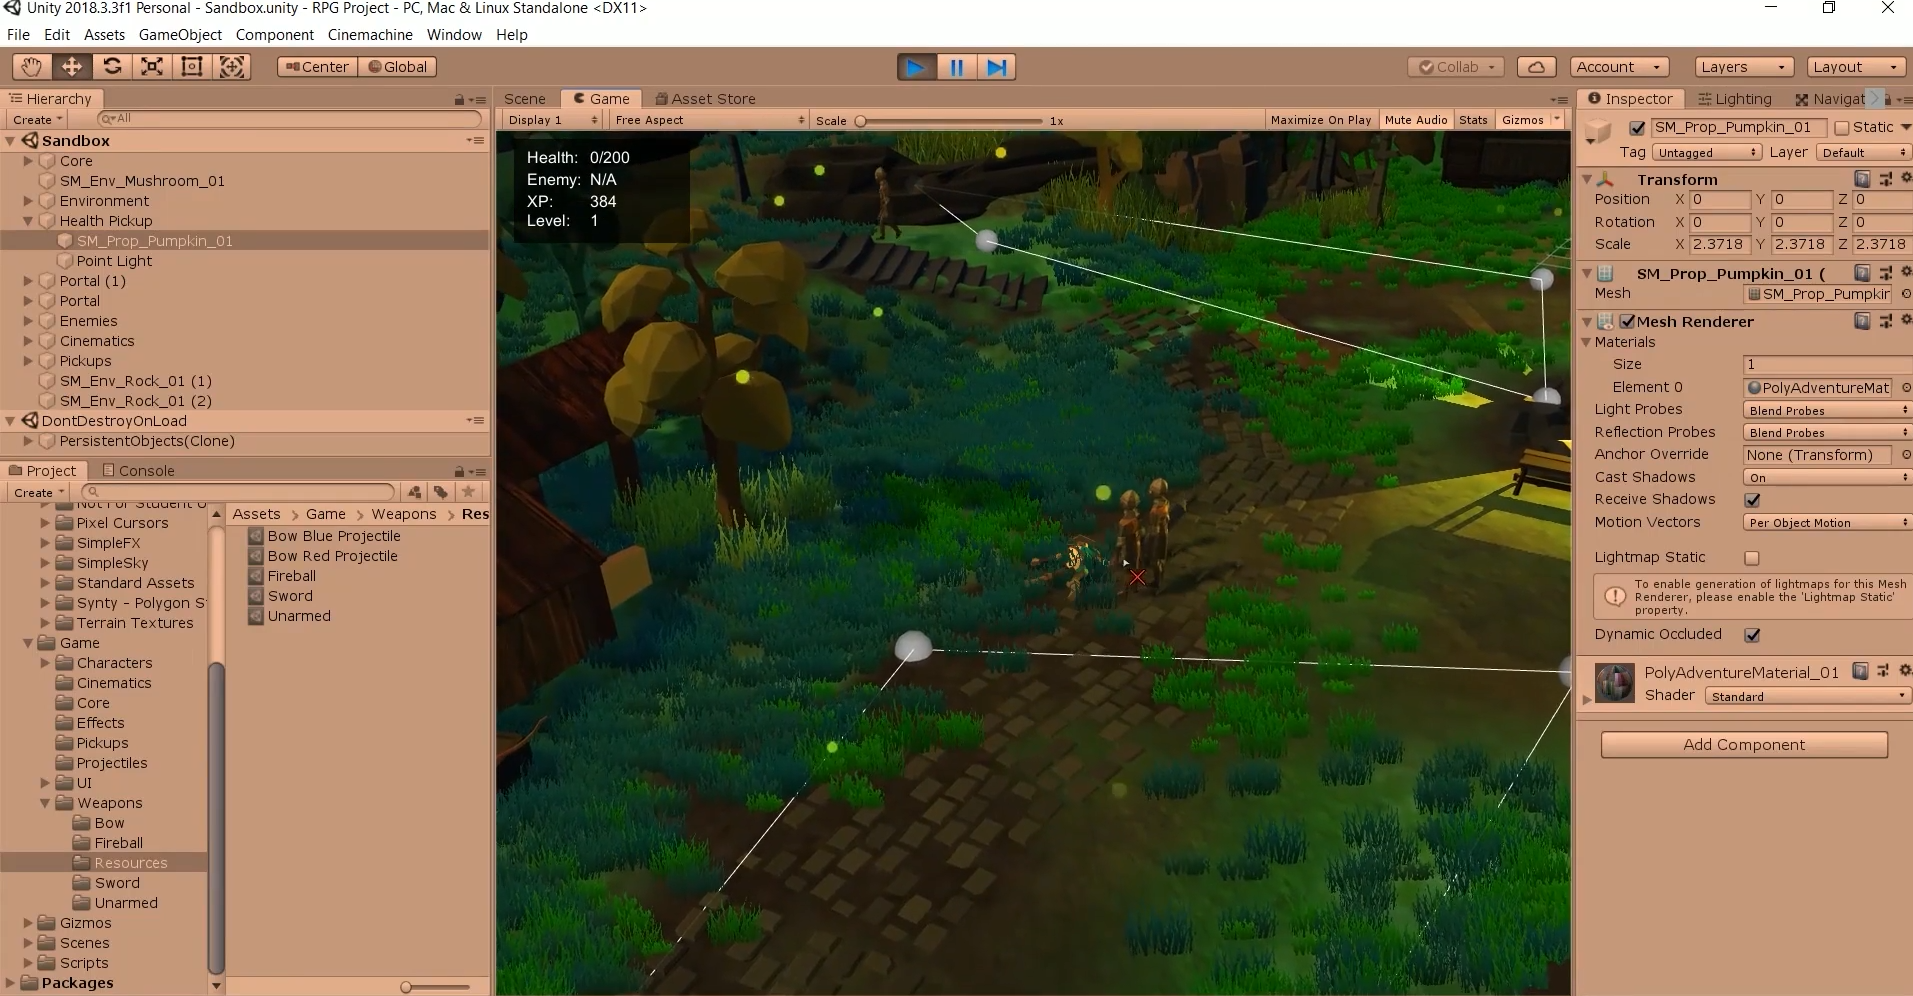 Unity 2018.3.3f1 Personal - Sandbox.unity - RPG Project - PC, Mac & Linux Standalone <DX11>
File Edit Assets GameObject Component Cinemachine Window Help
Center Global Collab Account Layers Layout
Hierarchy
Create All
Sandbox
Core
SM_Env_Mushroom_01
Environment
Health Pickup
SM_Prop_Pumpkin_01
Point Light
Portal (1)
Portal
Enemies
Cinematics
Pickups
SM_Env_Rock_01 (1)
SM_Env_Rock_01 (2)
DontDestroyOnLoad
PersistentObjects(Clone)
Project Console
Create
Not For Student
Pixel Cursors
SimpleFX
SimpleSky
Standard Assets
Synty - Polygon S
Terrain Textures
Game
Characters
Cinematics
Core
Effects
Pickups
Projectiles
UI
Weapons
Bow
Fireball
Resources
Sword
Unarmed
Gizmos
Scenes
Scripts
Packages
Assets > Game > Weapons > Res
Bow Blue Projectile
Bow Red Projectile
Fireball
Sword
Unarmed
Scene Game Asset Store
Display 1 Free Aspect Scale 1x Maximize On Play Mute Audio Stats Gizmos
Health: 0/200
Enemy: N/A
XP: 384
Level: 1
Inspector Lighting Navigat
SM_Prop_Pumpkin_01 Static
Tag Untagged Layer Default
Transform
Position X 0 Y 0 Z 0
Rotation X 0 Y 0 Z 0
Scale X 2.3718 Y 2.3718 Z 2.3718
SM_Prop_Pumpkin_01 (
Mesh SM_Prop_Pumpkir
Mesh Renderer
Materials
Size 1
Element 0 PolyAdventureMat
Light Probes Blend Probes
Reflection Probes Blend Probes
Anchor Override None (Transform)
Cast Shadows On
Receive Shadows
Motion Vectors Per Object Motion
Lightmap Static
To enable generation of lightmaps for this Mesh
Renderer, please enable the 'Lightmap Static'
property.
Dynamic Occluded
PolyAdventureMaterial_01
Shader Standard
Add Component